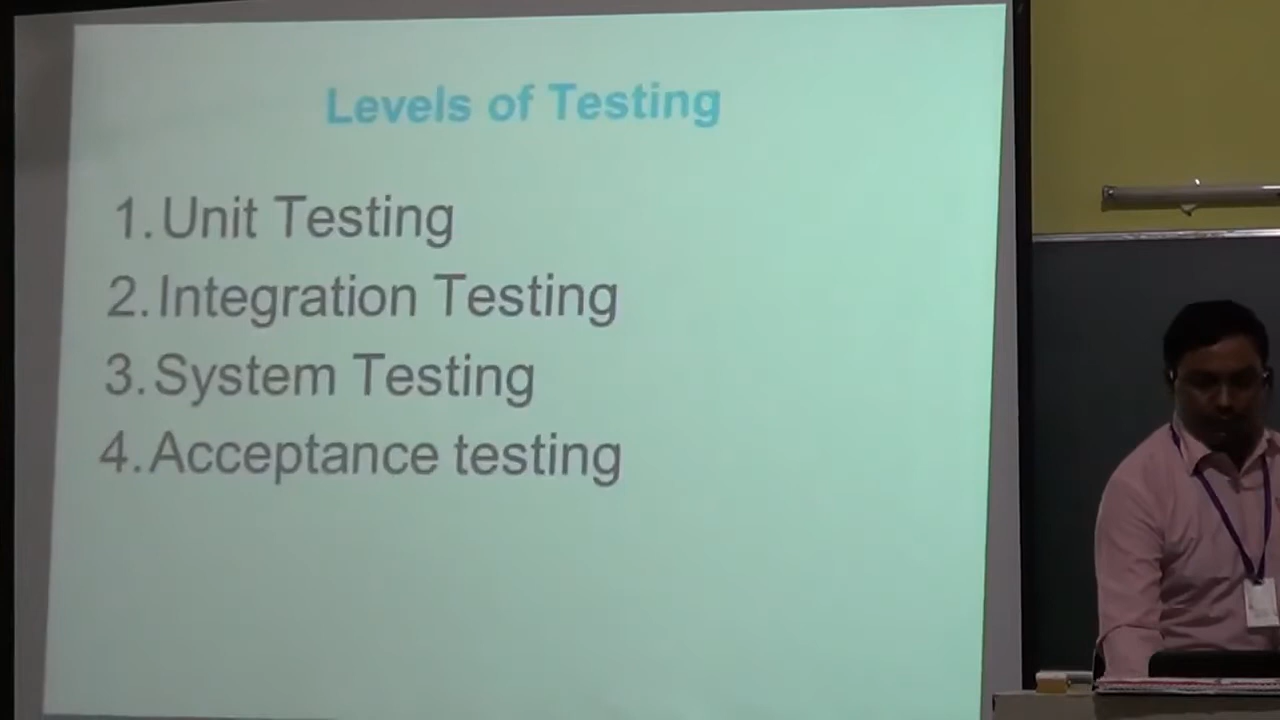 Levels of Testing
1. Unit Testing
2. Integration Testing
3. System Testing
4. Acceptance testing